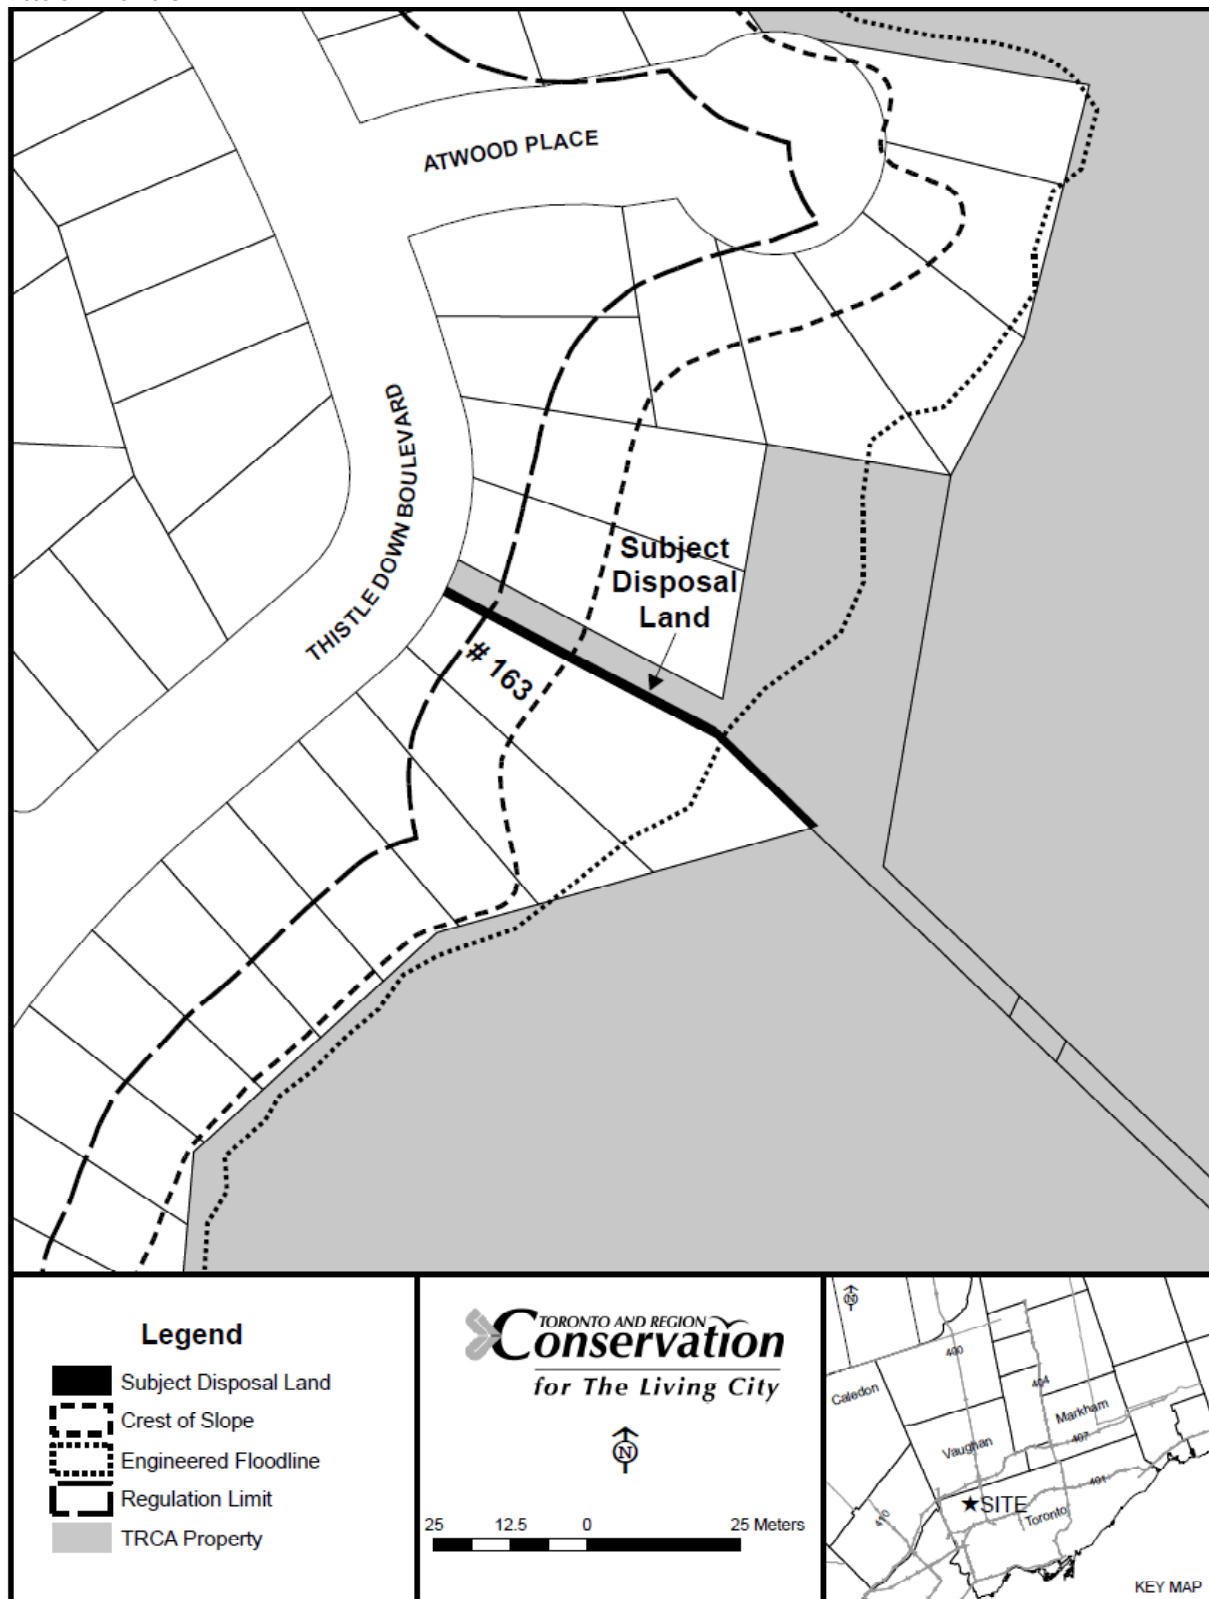 ATWOOD PLACE
THISTLE DOWN BOULEVARD
Subject
Disposal
Land
# 163
Legend
Subject Disposal Land
Crest of Slope
Engineered Floodline
Regulation Limit
TRCA Property
TORONTO AND REGION
Conservation
for The Living City
N
25 12.5 0 25 Meters
N
400
404
Caledon
Markham
Vaughan
407
401
410
SITE
Toronto
KEY MAP